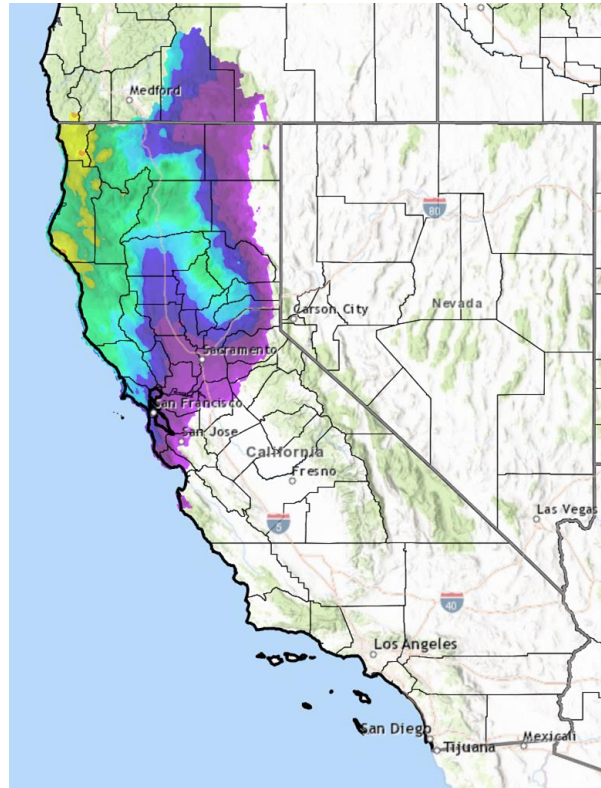 Medford
80
Carson City
Nevada
Sacramento
San Francisco
San Jose
California
Fresno
5
Las Vegas
40
Los Angeles
San Diego
Tijuana
Mexicali